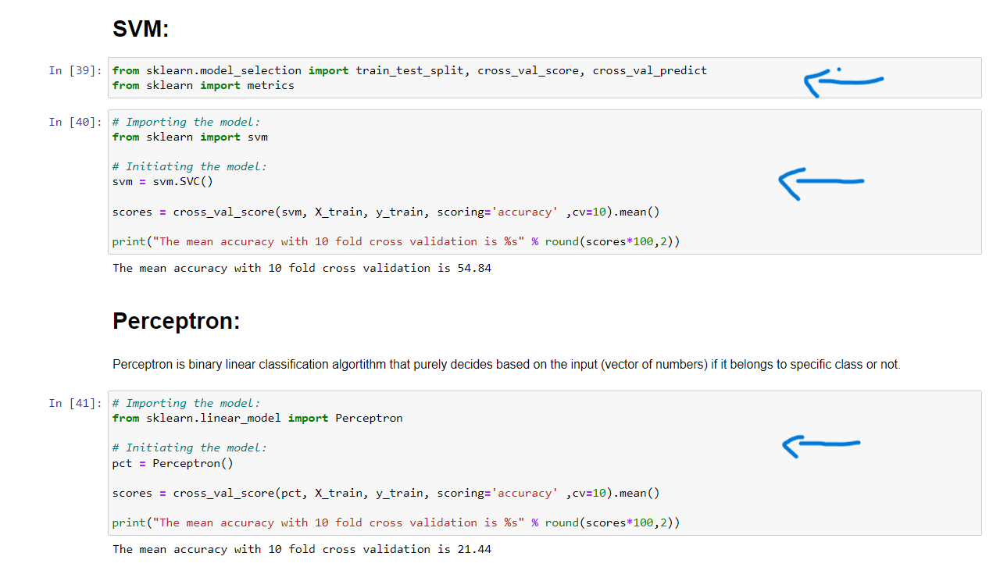 SVM:
In [39]: from sklearn.model_selection import train_test_split, cross_val_score, cross_val_predict
from sklearn import metrics
In [40]: # Importing the model:
from sklearn import svm
# Initiating the model:
svm = svm.SVC()
scores = cross_val_score(svm, X_train, y_train, scoring='accuracy' ,cv=10).mean()
print("The mean accuracy with 10 fold cross validation is %s" % round(scores*100,2))
The mean accuracy with 10 fold cross validation is 54.84
Perceptron:
Perceptron is binary linear classification algortithm that purely decides based on the input (vector of numbers) if it belongs to specific class or not.
In [41]: # Importing the model:
from sklearn.linear_model import Perceptron
# Initiating the model:
pct = Perceptron()
scores = cross_val_score(pct, X_train, y_train, scoring='accuracy' ,cv=10).mean()
print("The mean accuracy with 10 fold cross validation is %s" % round(scores*100,2))
The mean accuracy with 10 fold cross validation is 21.44